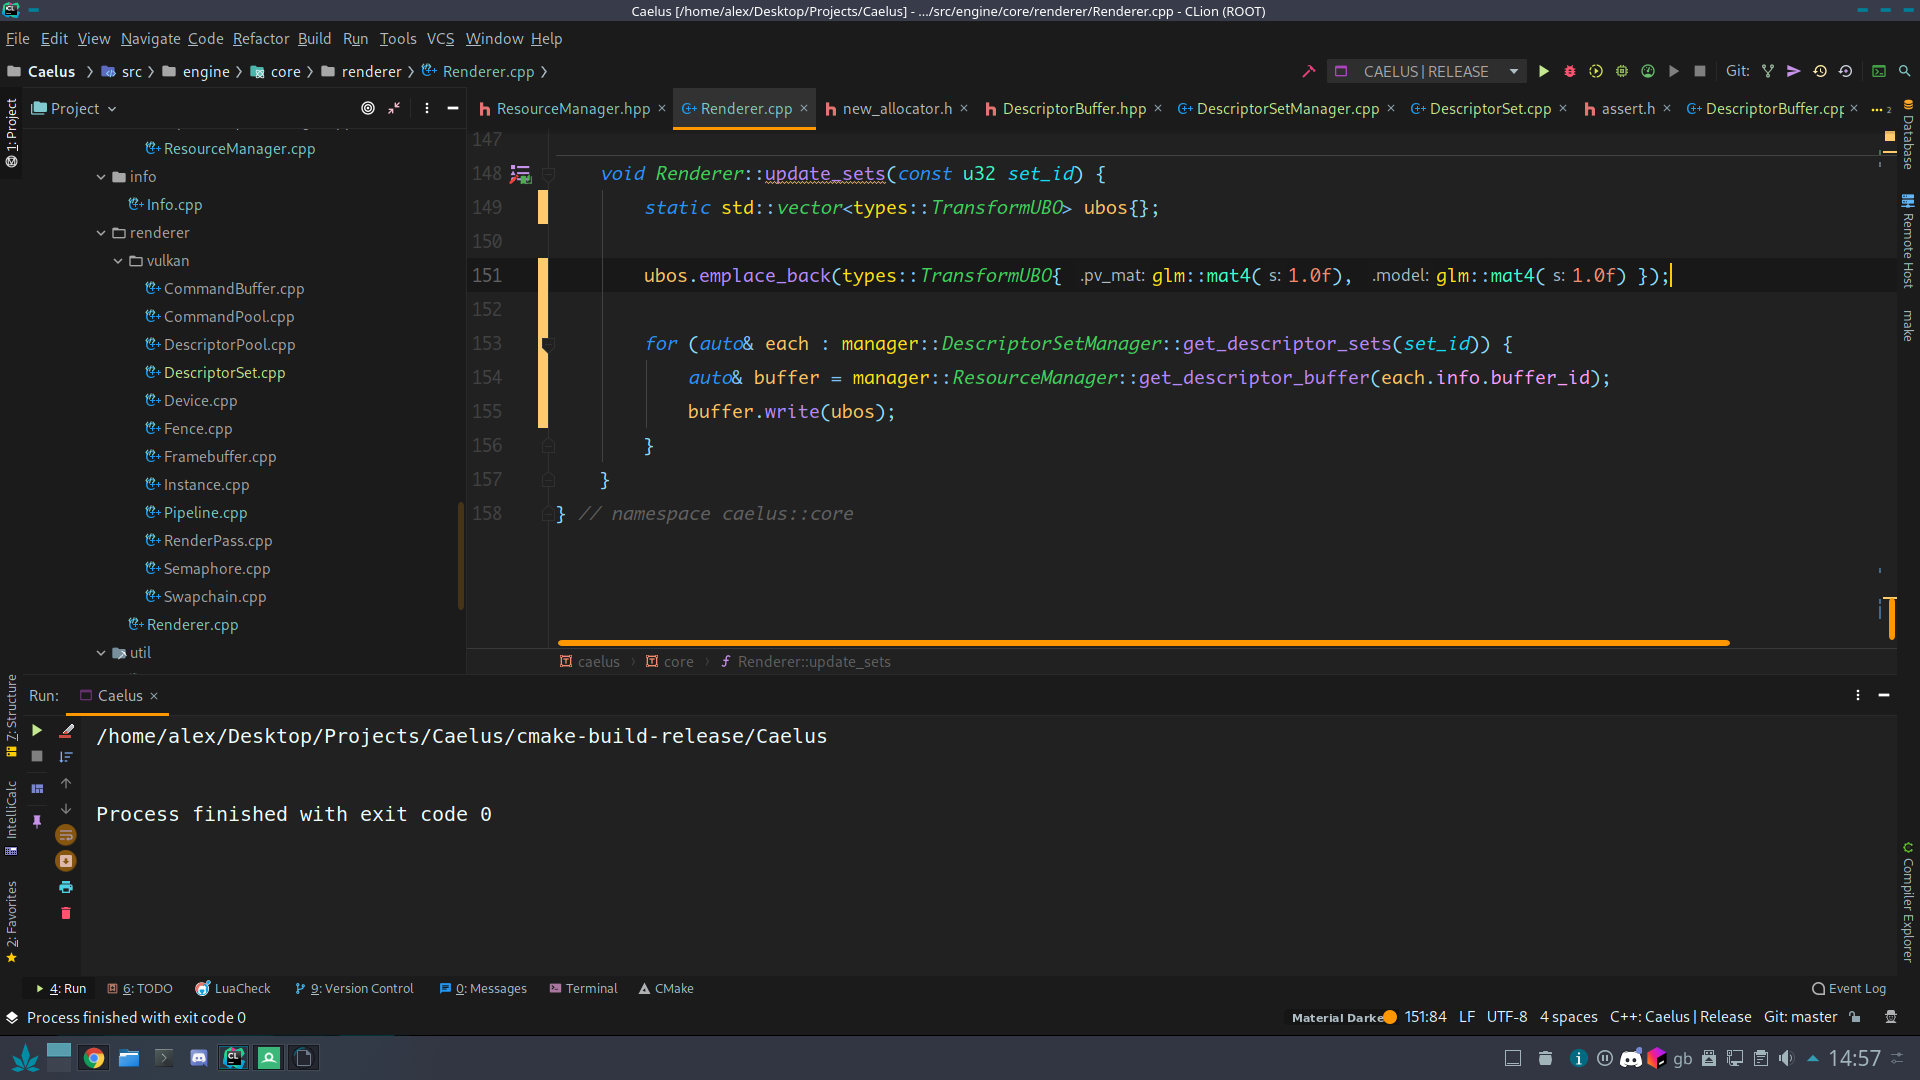 Caelus [/home/alex/Desktop/Projects/Caelus] - .../src/engine/core/renderer/Renderer.cpp - CLion (ROOT)
File Edit View Navigate Code Refactor Build Run Tools VCS Window Help
Caelus src engine core renderer Renderer.cpp
CAELUS | RELEASE
Git:
1: Project
Project
ResourceManager.hpp Renderer.cpp new_allocator.h DescriptorBuffer.hpp DescriptorSetManager.cpp DescriptorSet.cpp assert.h DescriptorBuffer.cpp 2
ResourceManager.cpp
info
Info.cpp
renderer
vulkan
CommandBuffer.cpp
CommandPool.cpp
DescriptorPool.cpp
DescriptorSet.cpp
Device.cpp
Fence.cpp
Framebuffer.cpp
Instance.cpp
Pipeline.cpp
RenderPass.cpp
Semaphore.cpp
Swapchain.cpp
Renderer.cpp
util
147
148 void Renderer::update_sets(const u32 set_id) {
149 static std::vector<types::TransformUBO> ubos{};
150
151 ubos.emplace_back(types::TransformUBO{ .pv_mat: glm::mat4( s: 1.0f), .model: glm::mat4( s: 1.0f) });
152
153 for (auto& each : manager::DescriptorSetManager::get_descriptor_sets(set_id)) {
154 auto& buffer = manager::ResourceManager::get_descriptor_buffer(each.info.buffer_id);
155 buffer.write(ubos);
156 }
157 }
158 } // namespace caelus::core
caelus core Renderer::update_sets
Database
Remote Host
make
Compiler Explorer
7: Structure
IntelliCalc
2: Favorites
Run: Caelus
/home/alex/Desktop/Projects/Caelus/cmake-build-release/Caelus
Process finished with exit code 0
4: Run 6: TODO LuaCheck 9: Version Control 0: Messages Terminal CMake Event Log
Process finished with exit code 0
Material Darke 151:84 LF UTF-8 4 spaces C++: Caelus | Release Git: master
gb 14:57